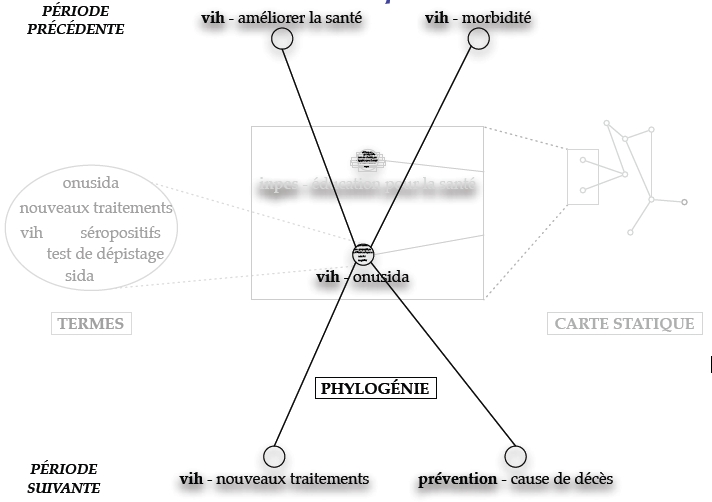 PÉRIODE
PRÉCÉDENTE
vih - améliorer la santé
vih - morbidité
inpes - éducation pour la santé
onusida
nouveaux traitements
vih séropositifs
test de dépistage
sida
vih - onusida
TERMES
CARTE STATIQUE
PHYLOGÉNIE
PÉRIODE
SUIVANTE
vih - nouveaux traitements
prévention - cause de décès